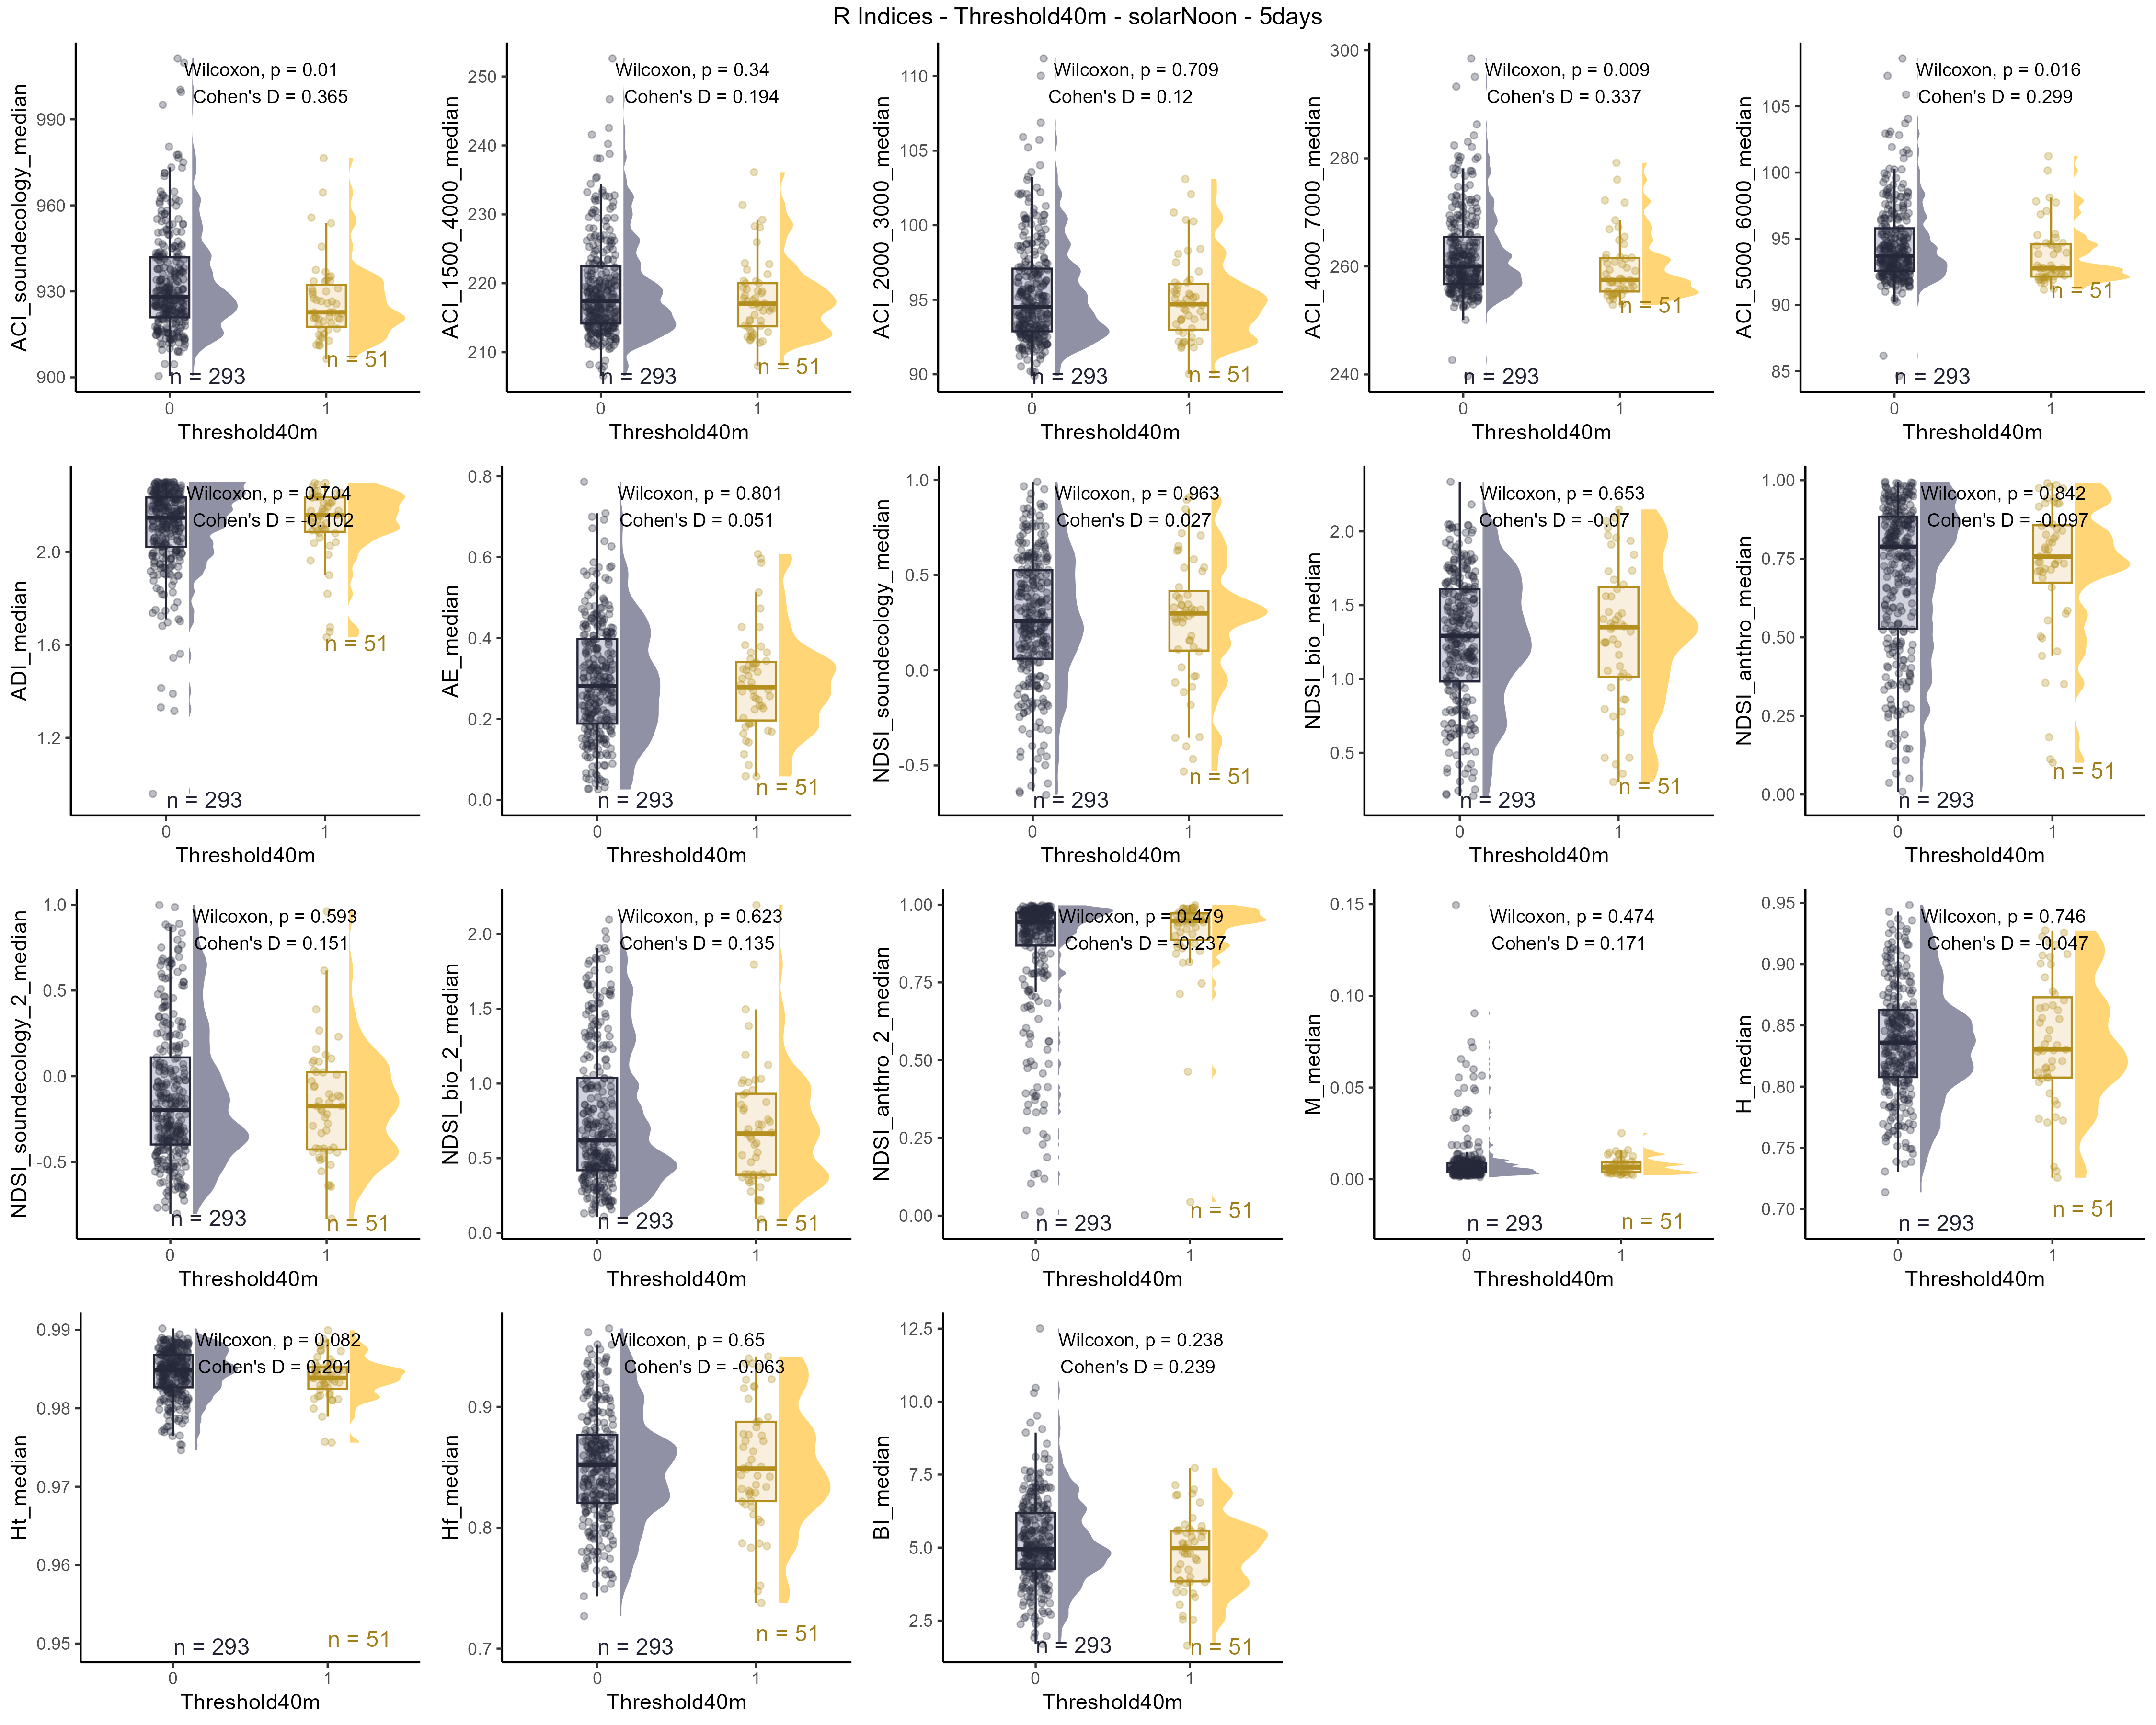 R Indices - Threshold40m - solarNoon - 5days
ACI_soundecology_median
990
960
930
900
Wilcoxon, p = 0.01
Cohen's D = 0.365
n = 293
n = 51
0
1
Threshold40m
ACI_1500_4000_median
250
240
230
220
210
Wilcoxon, p = 0.34
Cohen's D = 0.194
n = 293
n = 51
0
1
Threshold40m
ACI_2000_3000_median
110
105
100
95
90
Wilcoxon, p = 0.709
Cohen's D = 0.12
n = 293
n = 51
0
1
Threshold40m
ACI_4000_7000_median
300
280
260
240
Wilcoxon, p = 0.009
Cohen's D = 0.337
n = 293
n = 51
0
1
Threshold40m
ACI_5000_6000_median
105
100
95
90
85
Wilcoxon, p = 0.016
Cohen's D = 0.299
n = 293
n = 51
0
1
Threshold40m
ADI_median
2.0
1.6
1.2
Wilcoxon, p = 0.704
Cohen's D = -0.102
n = 293
n = 51
0
1
Threshold40m
AE_median
0.8
0.6
0.4
0.2
0.0
Wilcoxon, p = 0.801
Cohen's D = 0.051
n = 293
n = 51
0
1
Threshold40m
NDSI_soundecology_median
1.0
0.5
0.0
-0.5
Wilcoxon, p = 0.963
Cohen's D = 0.027
n = 293
n = 51
0
1
Threshold40m
NDSI_bio_median
2.0
1.5
1.0
0.5
Wilcoxon, p = 0.653
Cohen's D = -0.07
n = 293
n = 51
0
1
Threshold40m
NDSI_anthro_median
1.00
0.75
0.50
0.25
0.00
Wilcoxon, p = 0.842
Cohen's D = -0.097
n = 293
n = 51
0
1
Threshold40m
NDSI_soundecology_2_median
1.0
0.5
0.0
-0.5
Wilcoxon, p = 0.593
Cohen's D = 0.151
n = 293
n = 51
0
1
Threshold40m
NDSI_bio_2_median
2.0
1.5
1.0
0.5
0.0
Wilcoxon, p = 0.623
Cohen's D = 0.135
n = 293
n = 51
0
1
Threshold40m
NDSI_anthro_2_median
1.00
0.75
0.50
0.25
0.00
Wilcoxon, p = 0.479
Cohen's D = -0.237
n = 293
n = 51
0
1
Threshold40m
M_median
0.15
0.10
0.05
0.00
Wilcoxon, p = 0.474
Cohen's D = 0.171
n = 293
n = 51
0
1
Threshold40m
H_median
0.95
0.90
0.85
0.80
0.75
0.70
Wilcoxon, p = 0.746
Cohen's D = -0.047
n = 293
n = 51
0
1
Threshold40m
Ht_median
0.99
0.98
0.97
0.96
0.95
Wilcoxon, p = 0.082
Cohen's D = 0.201
n = 293
n = 51
0
1
Threshold40m
Hf_median
0.9
0.8
0.7
Wilcoxon, p = 0.65
Cohen's D = -0.063
n = 293
n = 51
0
1
Threshold40m
BI_median
12.5
10.0
7.5
5.0
2.5
Wilcoxon, p = 0.238
Cohen's D = 0.239
n = 293
n = 51
0
1
Threshold40m